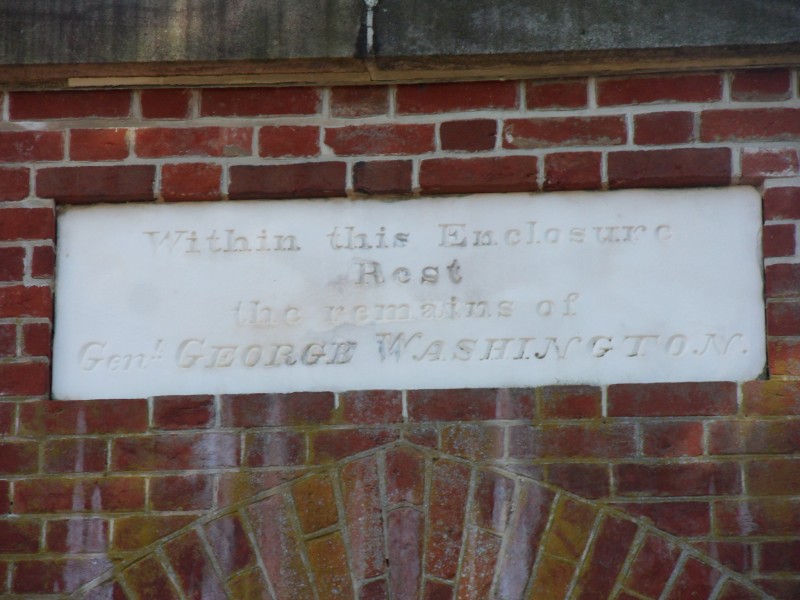 Within this Enclosure
Rest
the remains of
Genl. GEORGE WASHINGTON.